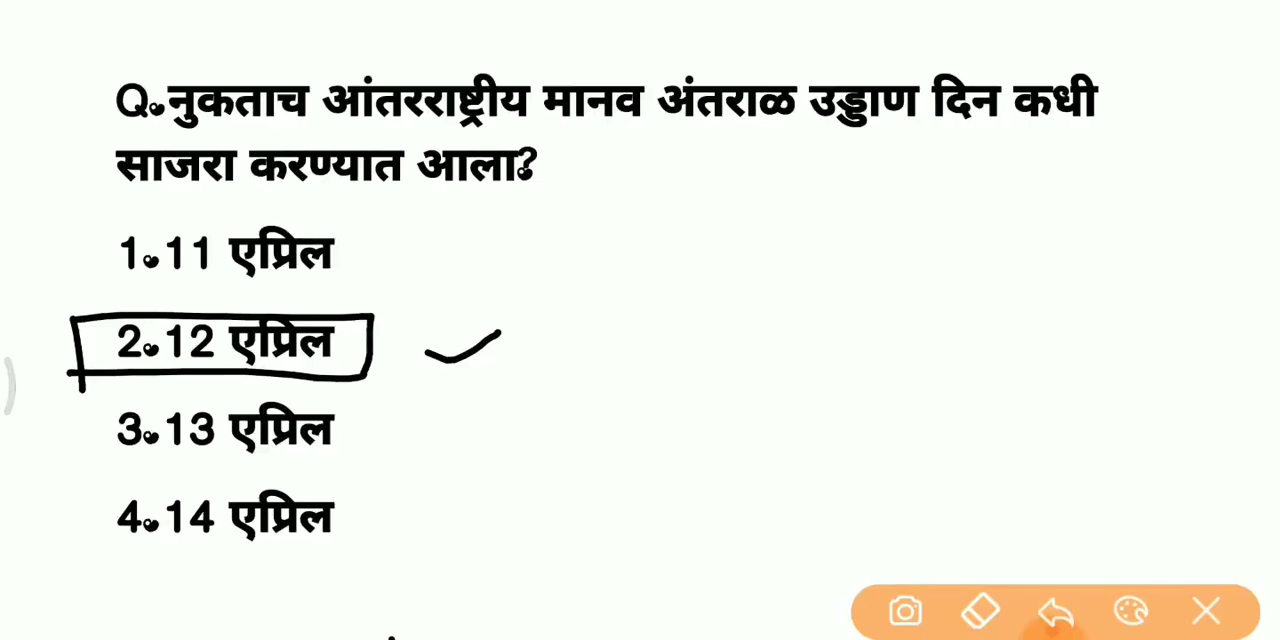 Q.नुकताच आंतरराष्ट्रीय मानव अंतराळ उड्डाण दिन कधी
साजरा करण्यात आला?
1.11 एप्रिल
2.12 एप्रिल
3.13 एप्रिल
4.14 एप्रिल